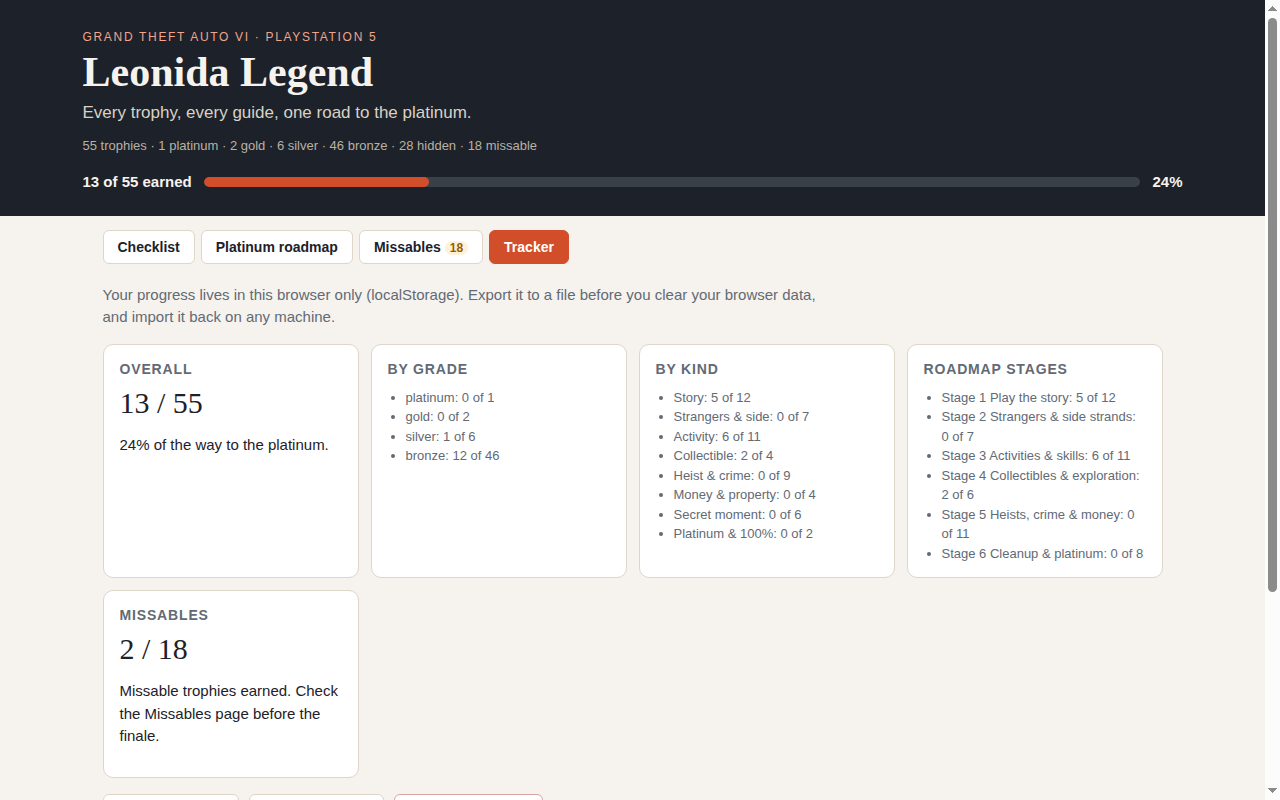 GRAND THEFT AUTO VI · PLAYSTATION 5
Leonida Legend
Every trophy, every guide, one road to the platinum.
55 trophies · 1 platinum · 2 gold · 6 silver · 46 bronze · 28 hidden · 18 missable
13 of 55 earned 24%
Checklist Platinum roadmap Missables 18 Tracker
Your progress lives in this browser only (localStorage). Export it to a file before you clear your browser data,
and import it back on any machine.
OVERALL
13 / 55
24% of the way to the platinum.
BY GRADE
platinum: 0 of 1
gold: 0 of 2
silver: 1 of 6
bronze: 12 of 46
BY KIND
Story: 5 of 12
Strangers & side: 0 of 7
Activity: 6 of 11
Collectible: 2 of 4
Heist & crime: 0 of 9
Money & property: 0 of 4
Secret moment: 0 of 6
Platinum & 100%: 0 of 2
ROADMAP STAGES
Stage 1 Play the story: 5 of 12
Stage 2 Strangers & side strands:
0 of 7
Stage 3 Activities & skills: 6 of 11
Stage 4 Collectibles & exploration:
2 of 6
Stage 5 Heists, crime & money: 0
of 11
Stage 6 Cleanup & platinum: 0 of 8
MISSABLES
2 / 18
Missable trophies earned. Check
the Missables page before the
finale.